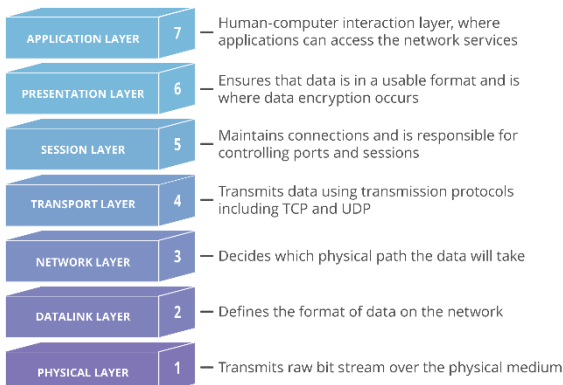 APPLICATION LAYER 7
Human-computer interaction layer, where
applications can access the network services
PRESENTATION LAYER 6
Ensures that data is in a usable format and is
where data encryption occurs
SESSION LAYER 5
Maintains connections and is responsible for
controlling ports and sessions
TRANSPORT LAYER 4
Transmits data using transmission protocols
including TCP and UDP
NETWORK LAYER 3
Decides which physical path the data will take
DATALINK LAYER 2
Defines the format of data on the network
PHYSICAL LAYER 1
Transmits raw bit stream over the physical medium